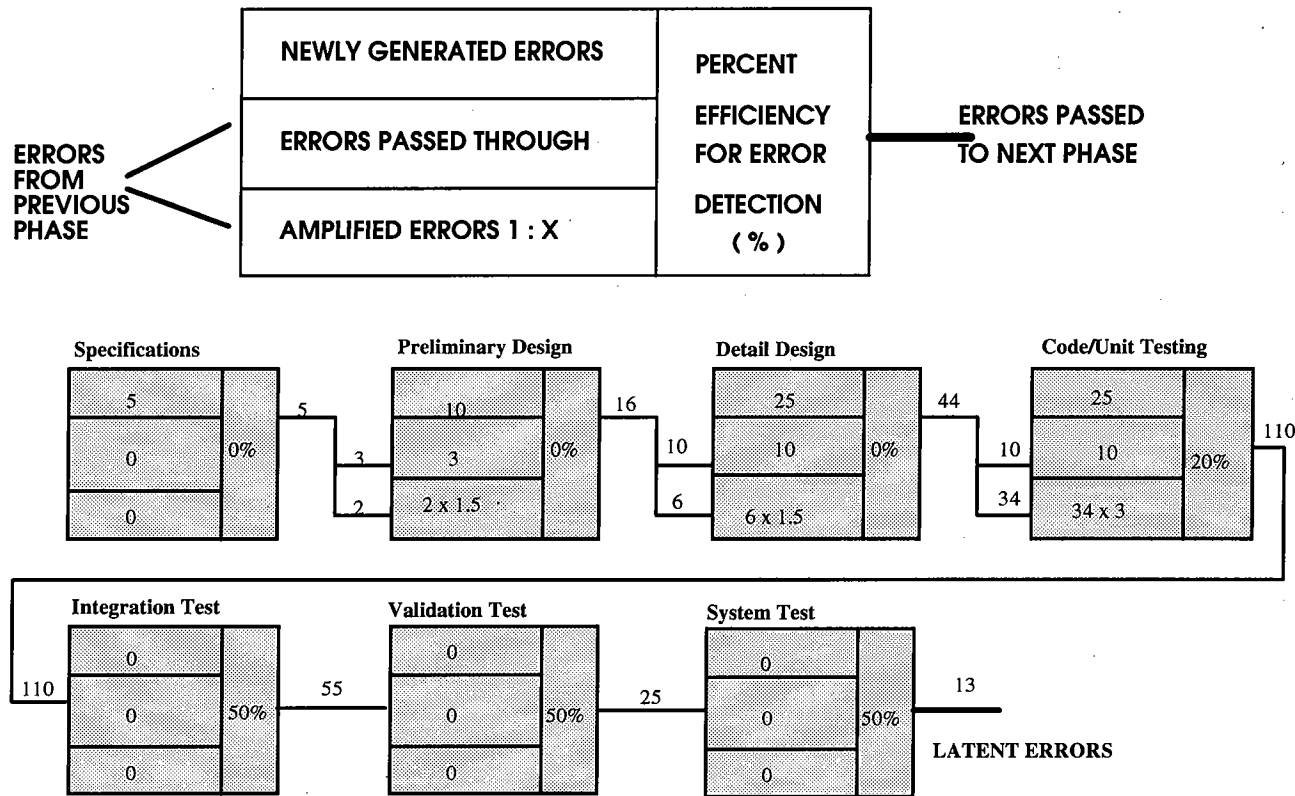 NEWLY GENERATED ERRORS
ERRORS PASSED THROUGH
AMPLIFIED ERRORS 1 : X
PERCENT
EFFICIENCY
FOR ERROR
DETECTION
( % )
ERRORS
FROM
PREVIOUS
PHASE
ERRORS PASSED
TO NEXT PHASE
Specifications
5
0
0
0%
5
3
2
Preliminary Design
10
3
2 x 1.5
0%
16
10
6
Detail Design
25
10
6 x 1.5
0%
44
10
34
Code/Unit Testing
25
10
34 x 3
20%
110
110
Integration Test
0
0
0
50%
55
Validation Test
0
0
0
50%
25
System Test
0
0
0
50%
13
LATENT ERRORS